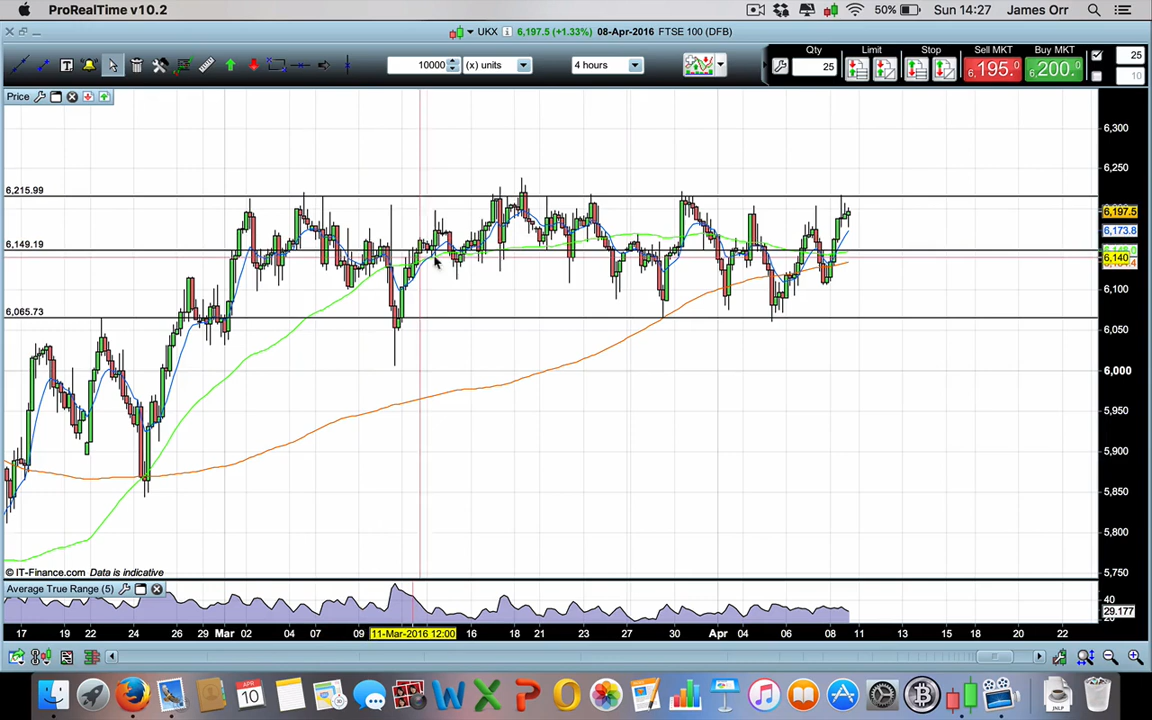 ProRealTime v10.2
50% Sun 14:27 James Orr
UKX 6,197.5 (+1.33%) 08-Apr-2016 FTSE 100 (DFB)
Qty Limit Stop Sell MKT Buy MKT
10000 (x) units 4 hours 25 6,195.0 6,200.0 25
10
Price
6,300
6,250
6,215.99
6,197.5
6,173.8
6,149.19
6,140
6,100
6,065.73
6,050
6,000
5,950
5,900
5,850
5,800
5,750
© IT-Finance.com Data is indicative
Average True Range (5)
40
29.177
17 19 22 24 26 29 Mar 02 04 07 09 11-Mar-2016 12:00 16 18 21 23 27 30 Apr 04 06 08 11 13 15 18 20 22
APR
10
JNLP